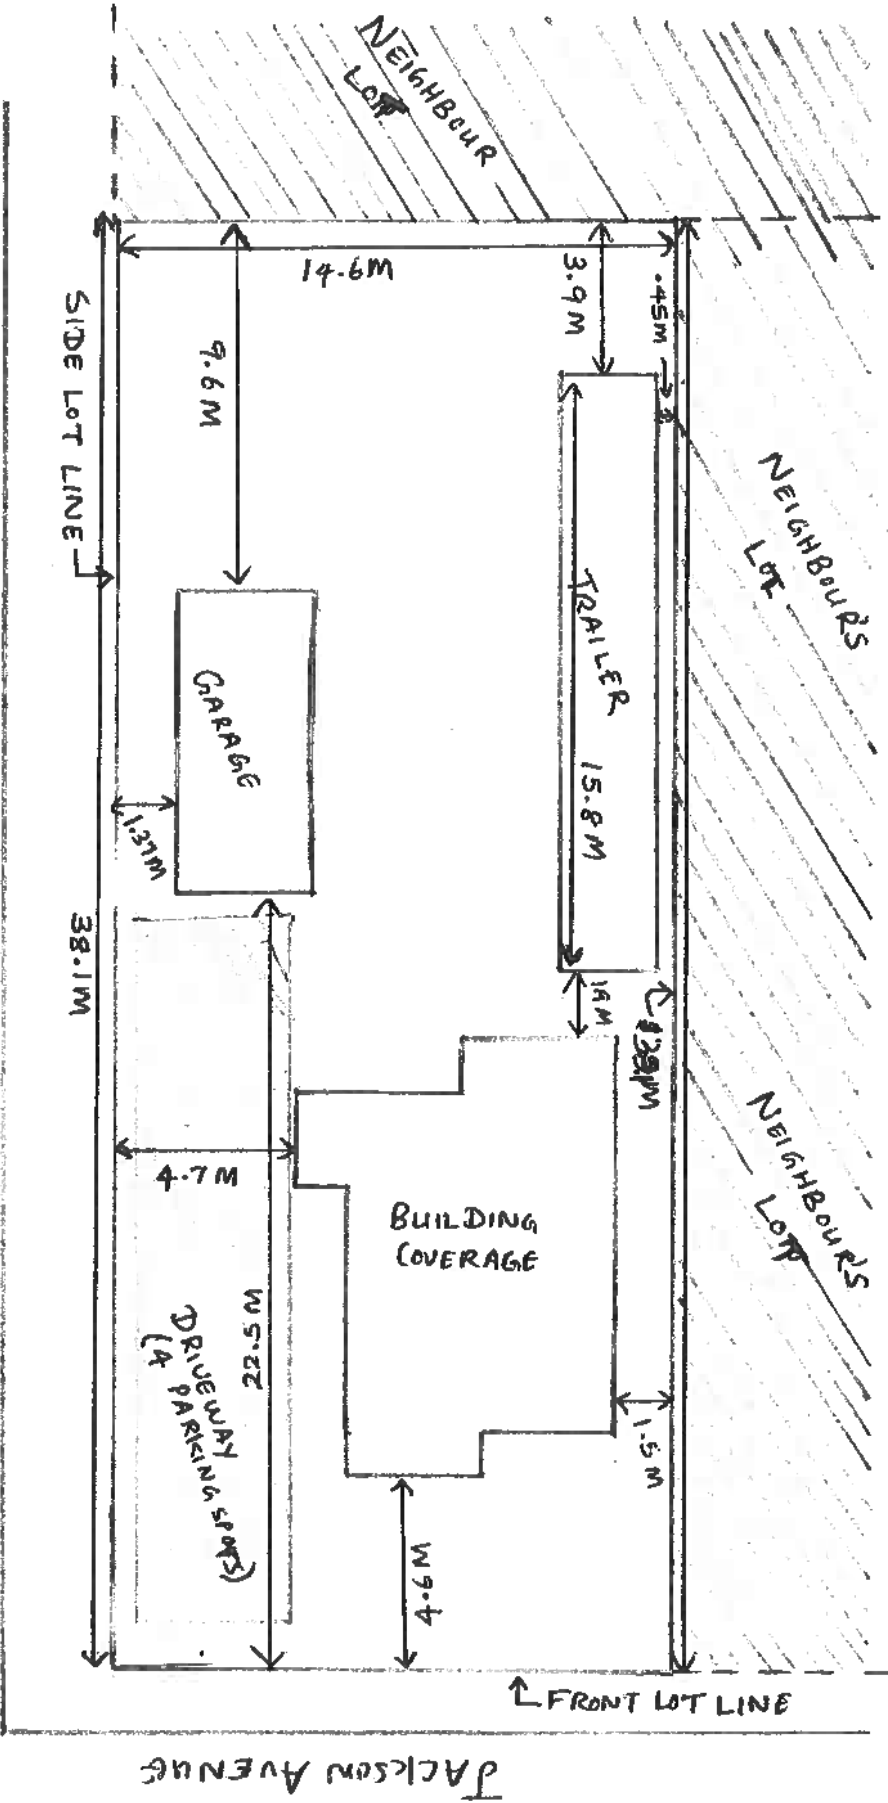 NEIGHBOUR
LOT
14.6M
3.9M
.45M
SIDE LOT LINE
9.6M
NEIGHBOUR'S
LOT
TRAILER 15.8M
GARAGE
1.37M
38.1M
NEIGHBOUR'S
LOT
4.7M
BUILDING
COVERAGE
22.5M
DRIVEWAY
(4 PARKING SPOTS)
1.5M
4.9M
FRONT LOT LINE
JACKSON AVENUE